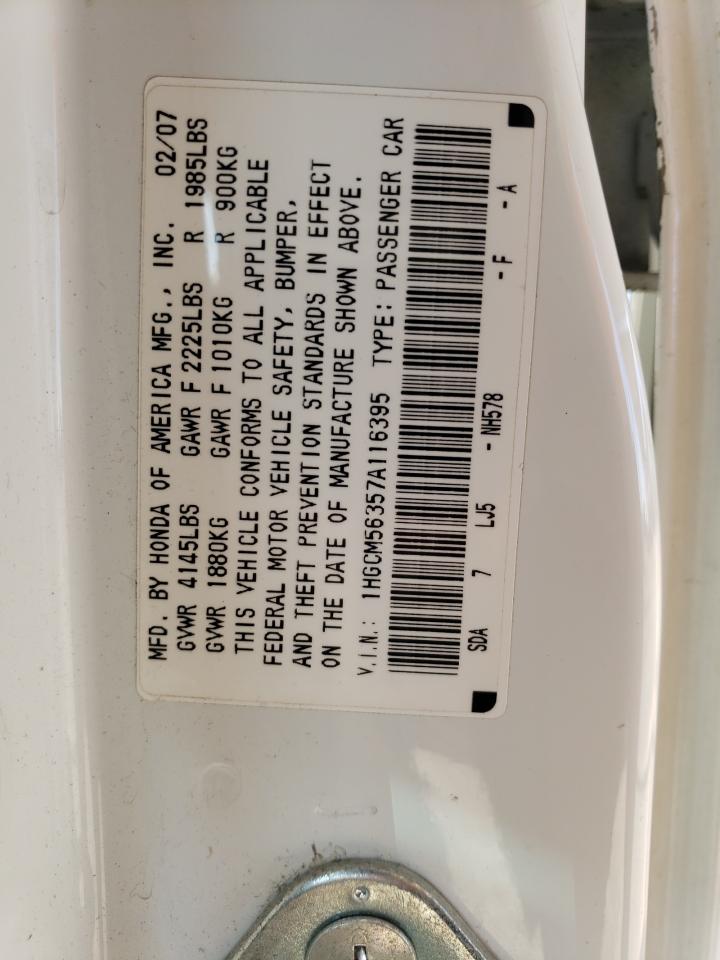 MFD. BY HONDA OF AMERICA MFG., INC. 02/07
GVWR 4145LBS GAWR F 2225LBS R 1985LBS
GVWR 1880KG GAWR F 1010KG R 900KG
THIS VEHICLE CONFORMS TO ALL APPLICABLE
FEDERAL MOTOR VEHICLE SAFETY, BUMPER,
AND THEFT PREVENTION STANDARDS IN EFFECT
ON THE DATE OF MANUFACTURE SHOWN ABOVE.
V.I.N.: 1HGCM56357A116395 TYPE: PASSENGER CAR
SDA 7 LJ5 - NH578 - F - A